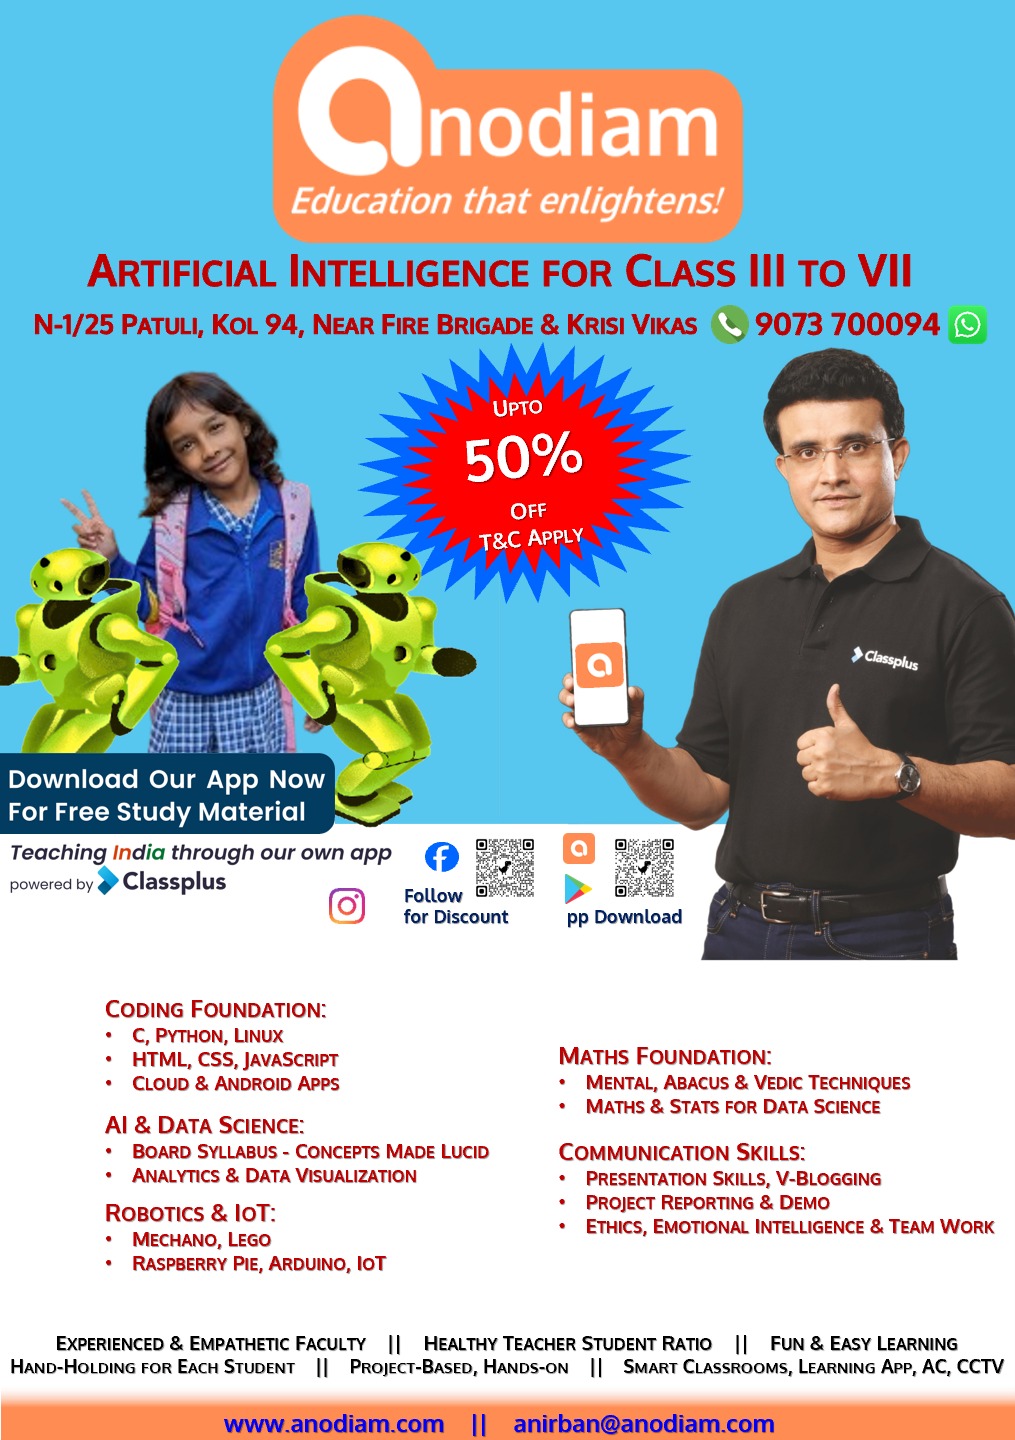 anodiam
Education that enlightens!
Artificial Intelligence for Class III to VII
N-1/25 Patuli, Kol 94, Near Fire Brigade & Krisi Vikas 9073 700094
Upto
50%
Off
T&C Apply
a
Classplus
Download Our App Now
For Free Study Material
Teaching India through our own app
powered by Classplus
Follow
for Discount
a
pp Download
Coding Foundation:
• C, Python, Linux
• HTML, CSS, JavaScript
• Cloud & Android Apps
AI & Data Science:
• Board Syllabus - Concepts Made Lucid
• Analytics & Data Visualization
Robotics & IoT:
• Mechano, Lego
• Raspberry Pie, Arduino, IoT
Maths Foundation:
• Mental, Abacus & Vedic Techniques
• Maths & Stats for Data Science
Communication Skills:
• Presentation Skills, V-Blogging
• Project Reporting & Demo
• Ethics, Emotional Intelligence & Team Work
Experienced & Empathetic Faculty || Healthy Teacher Student Ratio || Fun & Easy Learning
Hand-Holding for Each Student || Project-Based, Hands-on || Smart Classrooms, Learning App, AC, CCTV
www.anodiam.com || anirban@anodiam.com